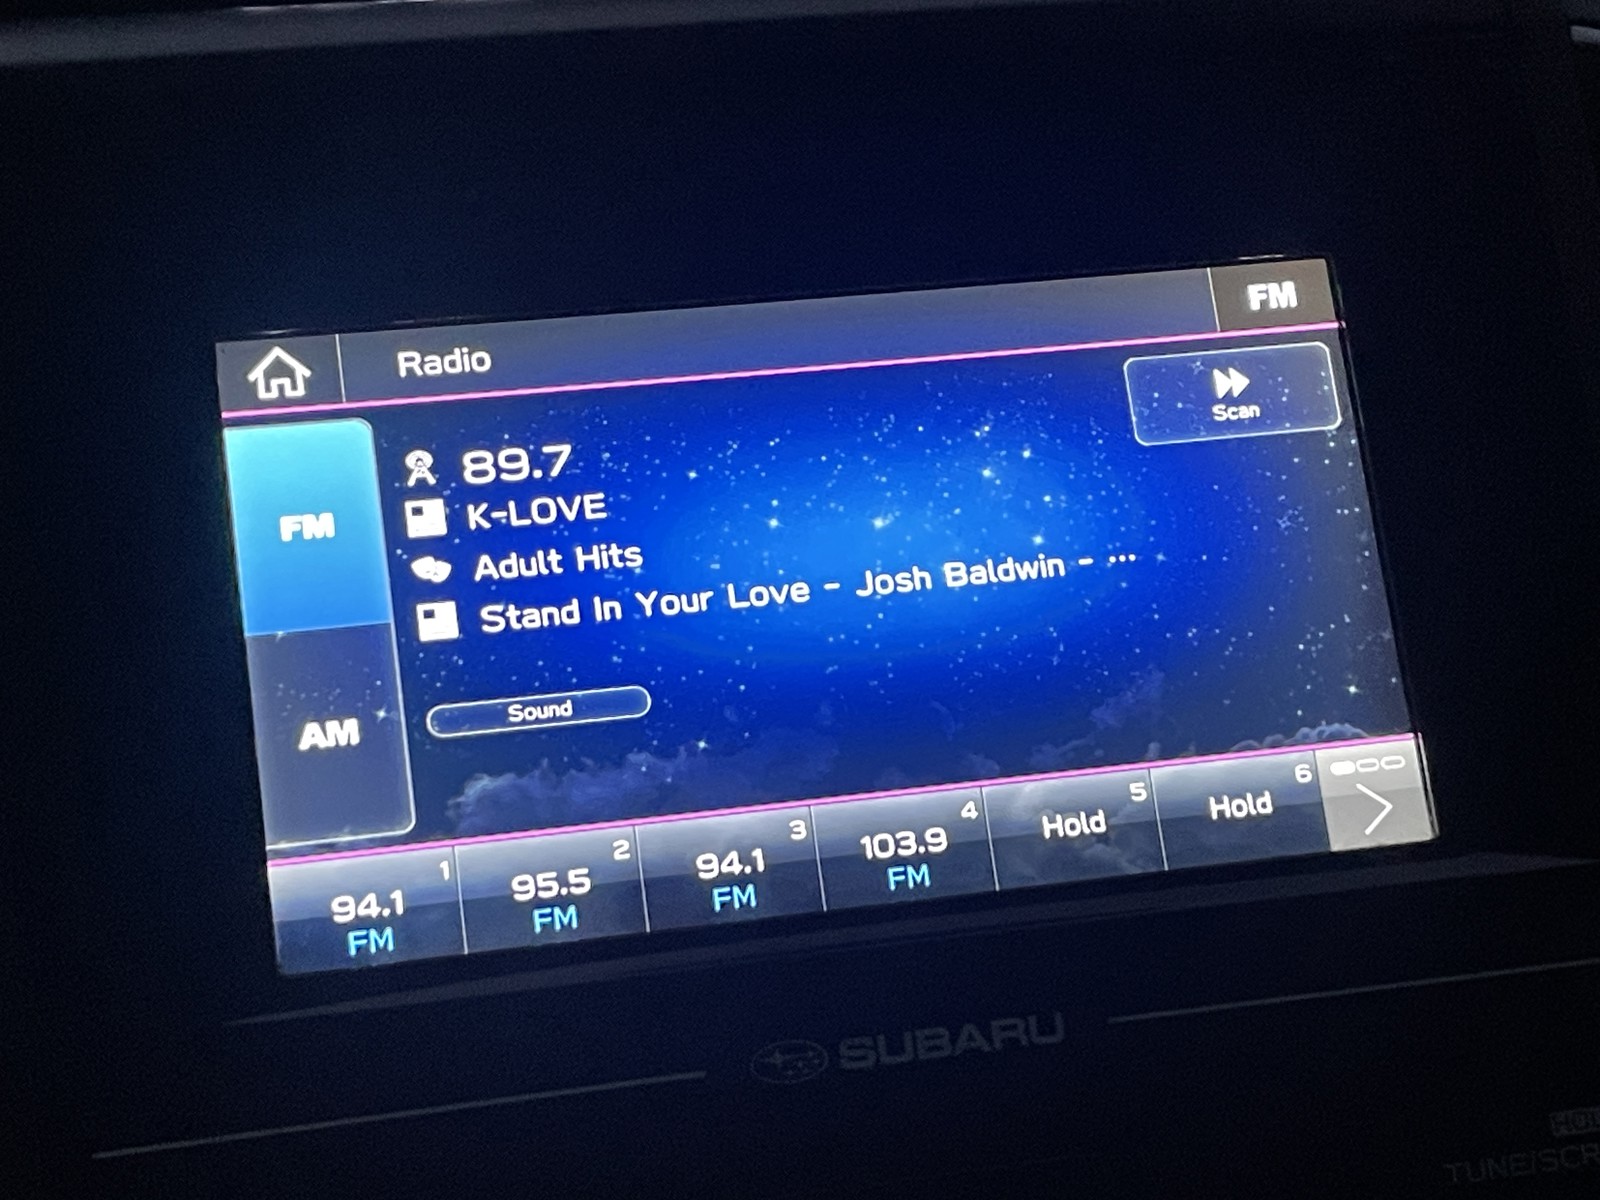 Radio
FM
Scan
FM
89.7
K-LOVE
Adult Hits
Stand In Your Love - Josh Baldwin - ...
AM
Sound
1
94.1
FM
2
95.5
FM
3
94.1
FM
4
103.9
FM
5
Hold
6
Hold
SUBARU